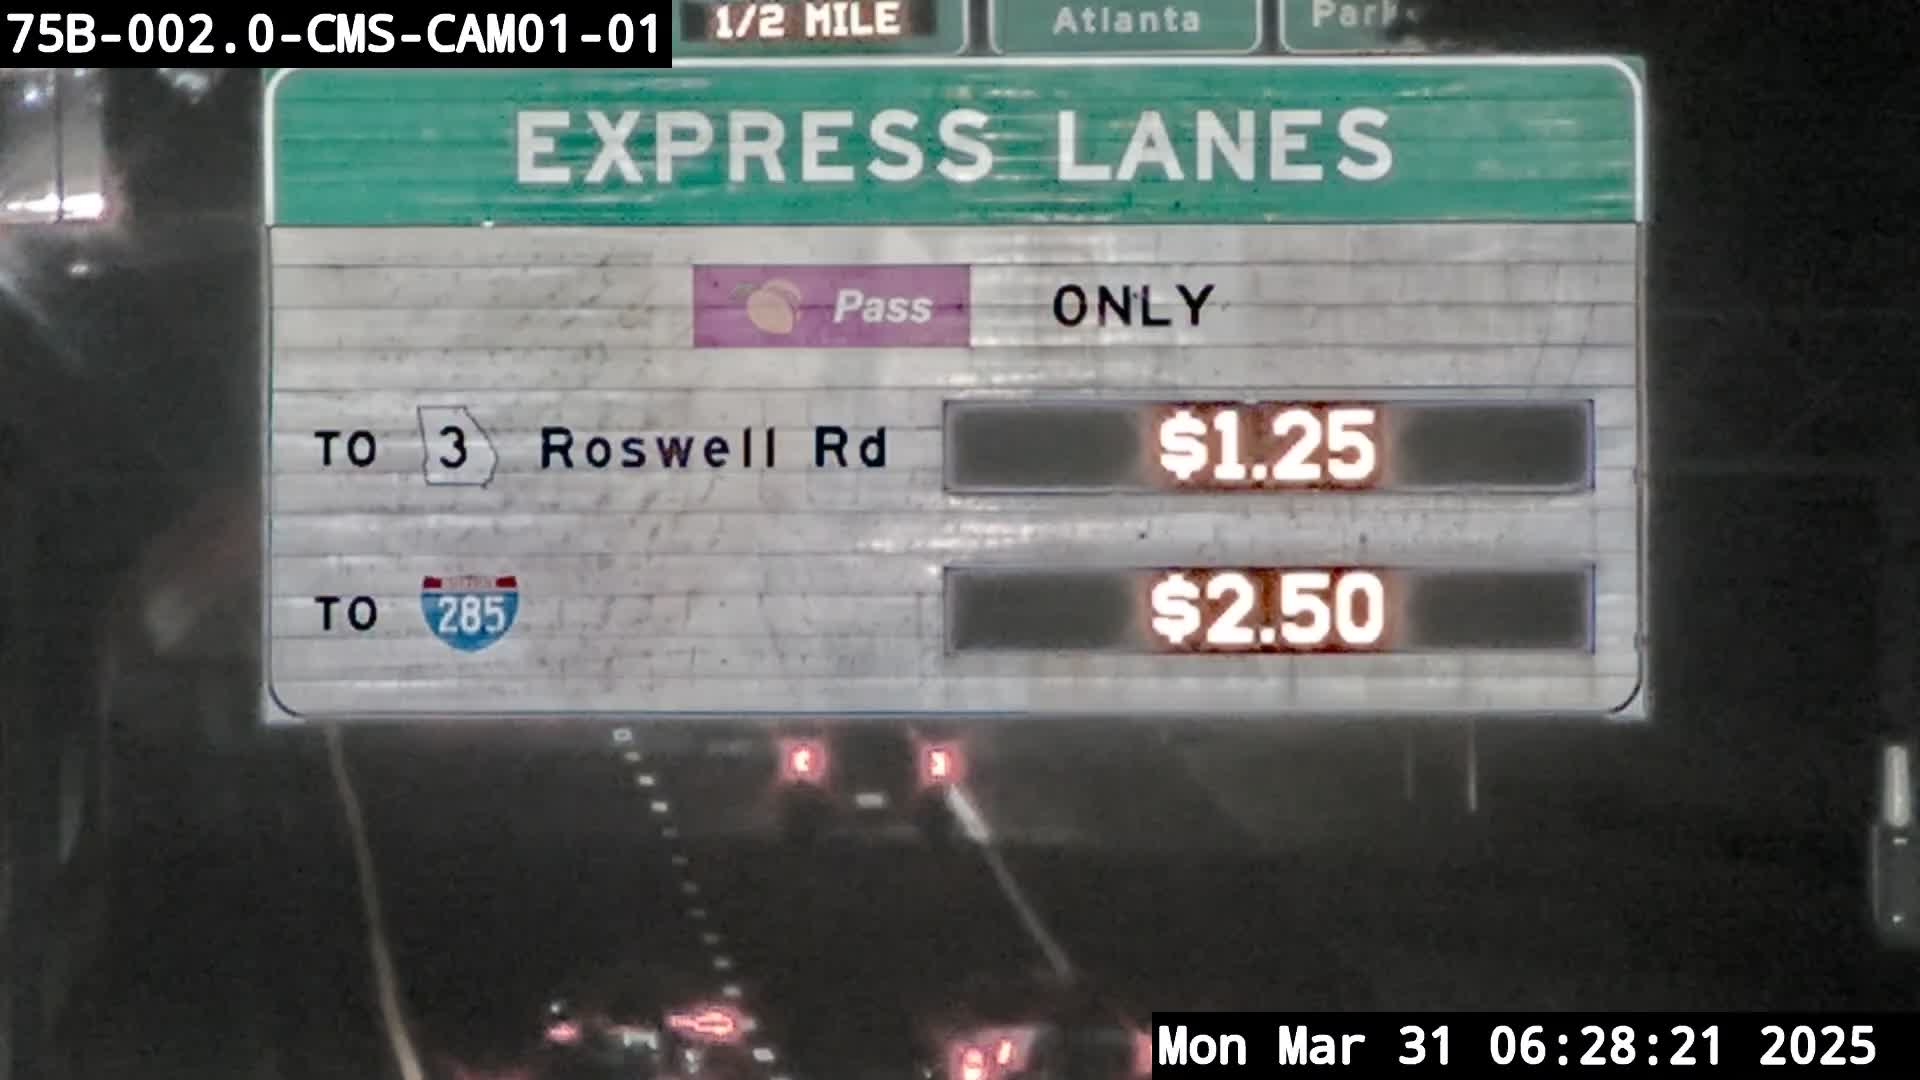 75B-002.0-CMS-CAM01-01
1/2 MILE
Atlanta
EXPRESS LANES
Pass ONLY
TO 3 Roswell Rd $1.25
TO 285 $2.50
Mon Mar 31 06:28:21 2025